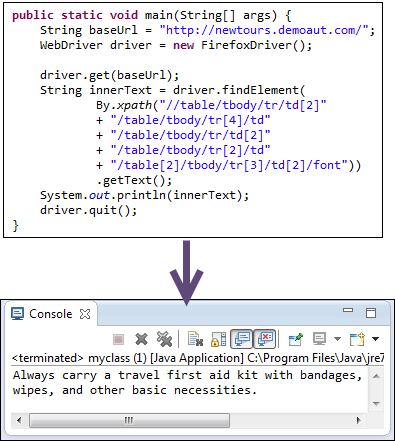 public static void main(String[] args) {
String baseUrl = "http://newtours.demoaut.com/";
WebDriver driver = new FirefoxDriver();
driver.get(baseUrl);
String innerText = driver.findElement(
By.xpath("//table/tbody/tr/td[2]"
+ "/table/tbody/tr[4]/td"
+ "/table/tbody/tr/td[2]"
+ "/table/tbody/tr[2]/td"
+ "/table[2]/tbody/tr[3]/td[2]/font"))
.getText();
System.out.println(innerText);
driver.quit();
}
Console
<terminated> myclass (1) [Java Application] C:\Program Files\Java\jre7
Always carry a travel first aid kit with bandages,
wipes, and other basic necessities.